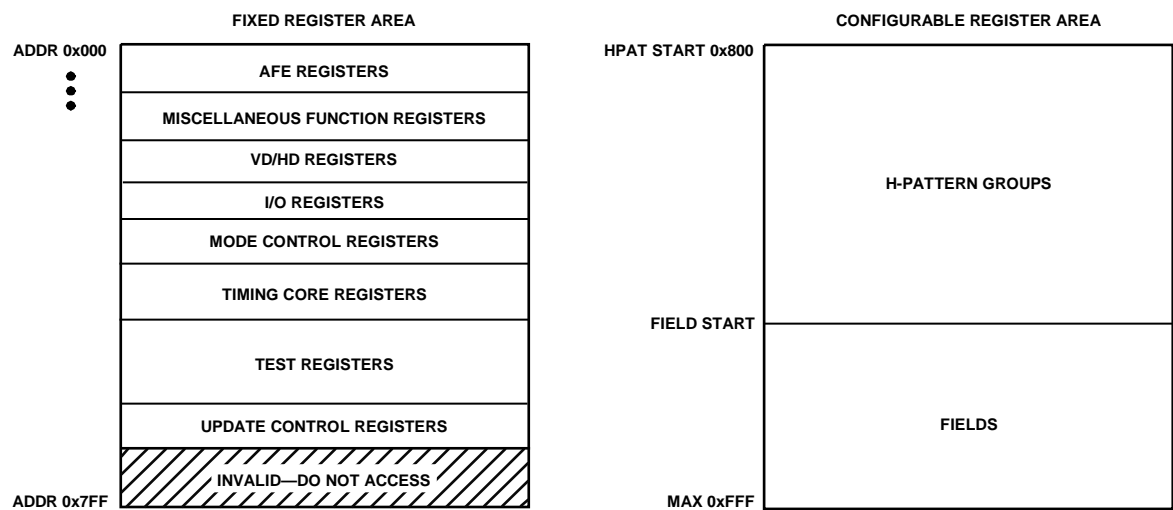 FIXED REGISTER AREA
ADDR 0x000
AFE REGISTERS
MISCELLANEOUS FUNCTION REGISTERS
VD/HD REGISTERS
I/O REGISTERS
MODE CONTROL REGISTERS
TIMING CORE REGISTERS
TEST REGISTERS
UPDATE CONTROL REGISTERS
INVALID—DO NOT ACCESS
ADDR 0x7FF
CONFIGURABLE REGISTER AREA
HPAT START 0x800
H-PATTERN GROUPS
FIELD START
FIELDS
MAX 0xFFF